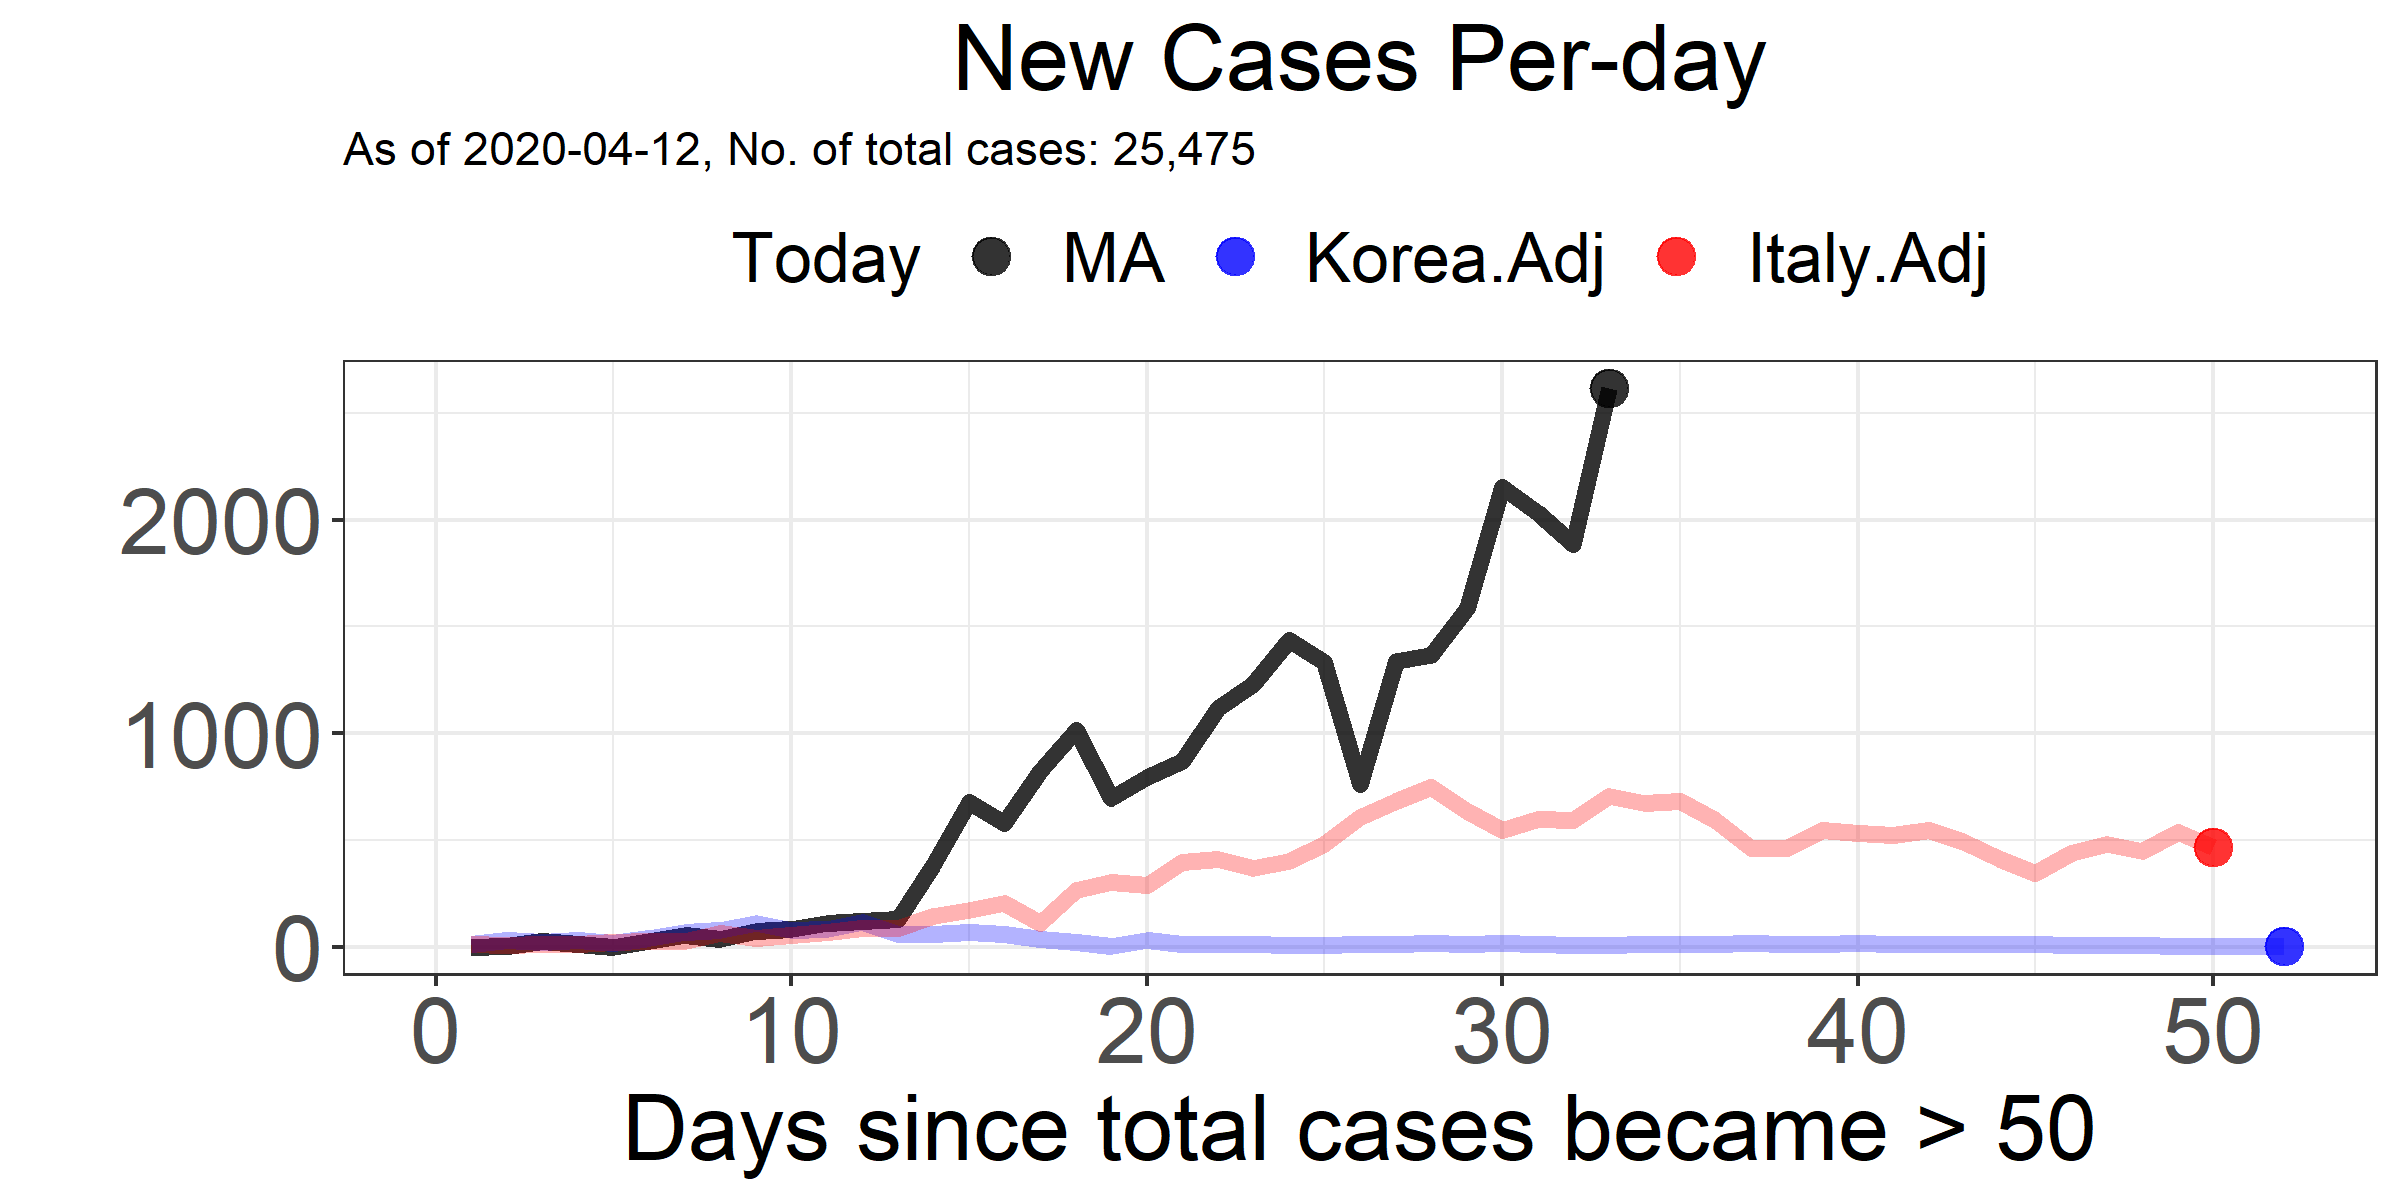 New Cases Per-day
As of 2020-04-12, No. of total cases: 25,475
Today MA Korea.Adj Italy.Adj
2000
1000
0
0 10 20 30 40 50
Days since total cases became > 50